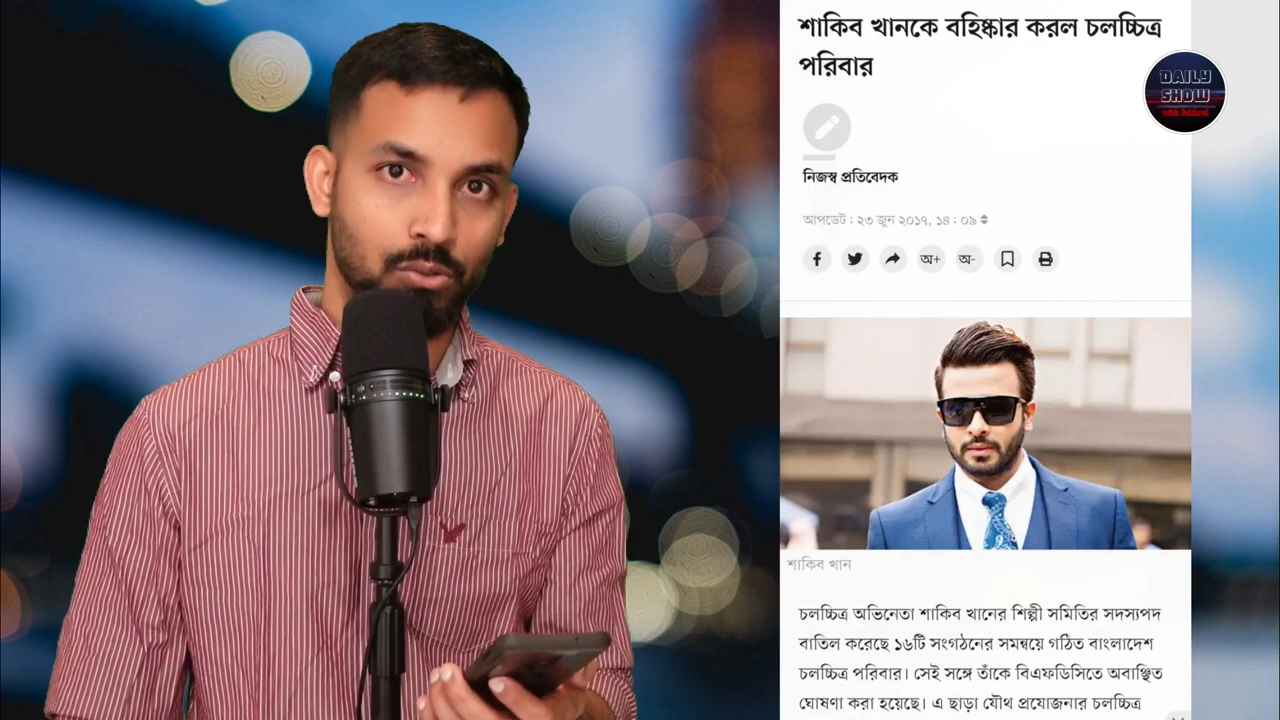 শাকিব খানকে বহিষ্কার করল চলচ্চিত্র
পরিবার
DAILY
SHOW
নিজস্ব প্রতিবেদক
আপডেট : ২৩ জুন ২০১৭, ১৪ : ০৯
অ+ অ-
শাকিব খান
চলচ্চিত্র অভিনেতা শাকিব খানের শিল্পী সমিতির সদস্যপদ
বাতিল করেছে ১৬টি সংগঠনের সমন্বয়ে গঠিত বাংলাদেশ
চলচ্চিত্র পরিবার। সেই সঙ্গে তাঁকে বিএফডিসিতে অবাঞ্ছিত
ঘোষণা করা হয়েছে। এ ছাড়া যৌথ প্রযোজনার চলচ্চিত্র